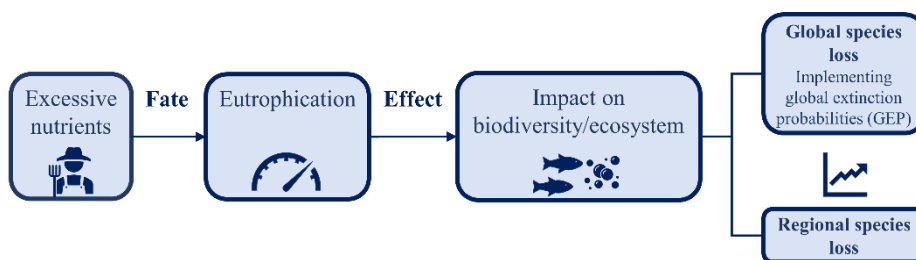 Excessive
nutrients
Fate
Eutrophication
Effect
Impact on
biodiversity/ecosystem
Global species
loss
Implementing
global extinction
probabilities (GEP)
Regional species
loss